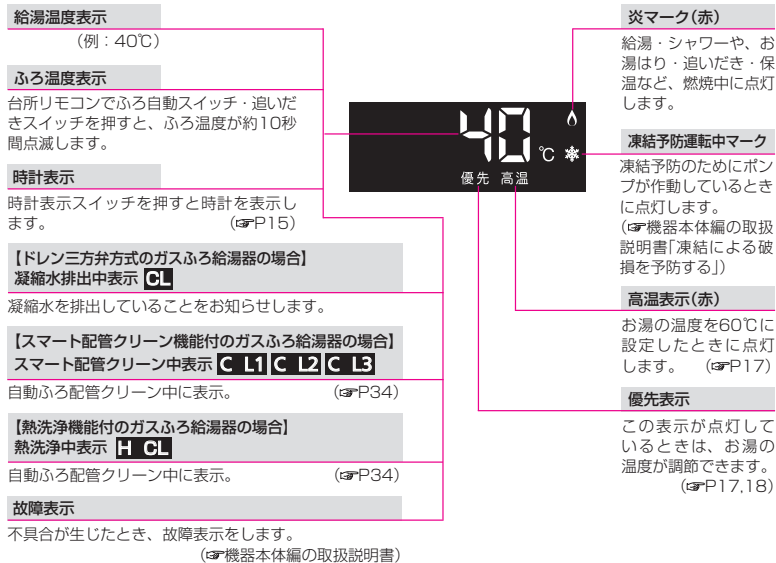 給湯温度表示
(例：40℃)
ふろ温度表示
台所リモコンでふろ自動スイッチ・追いだ
きスイッチを押すと、ふろ温度が約10秒
間点滅します。
時計表示
時計表示スイッチを押すと時計を表示し
ます。 (☞P15)
【ドレン三方弁方式のガスふろ給湯器の場合】
凝縮水排出中表示 CL
凝縮水を排出していることをお知らせします。
【スマート配管クリーン機能付のガスふろ給湯器の場合】
スマート配管クリーン中表示 C L1 C L2 C L3
自動ふろ配管クリーン中に表示。 (☞P34)
【熱洗浄機能付のガスふろ給湯器の場合】
熱洗浄中表示 H CL
自動ふろ配管クリーン中に表示。 (☞P34)
故障表示
不具合が生じたとき、故障表示をします。
(☞機器本体編の取扱説明書)
40
℃
優先 高温
炎マーク(赤)
給湯・シャワーや、お
湯はり・追いだき・保
温など、燃焼中に点灯
します。
凍結予防運転中マーク
凍結予防のためにポン
プが作動しているとき
に点灯します。
(☞機器本体編の取扱
説明書「凍結による破
損を予防する」)
高温表示(赤)
お湯の温度を60℃に
設定したときに点灯
します。 (☞P17)
優先表示
この表示が点灯して
いるときは、お湯の
温度が調節できます。
(☞P17,18)